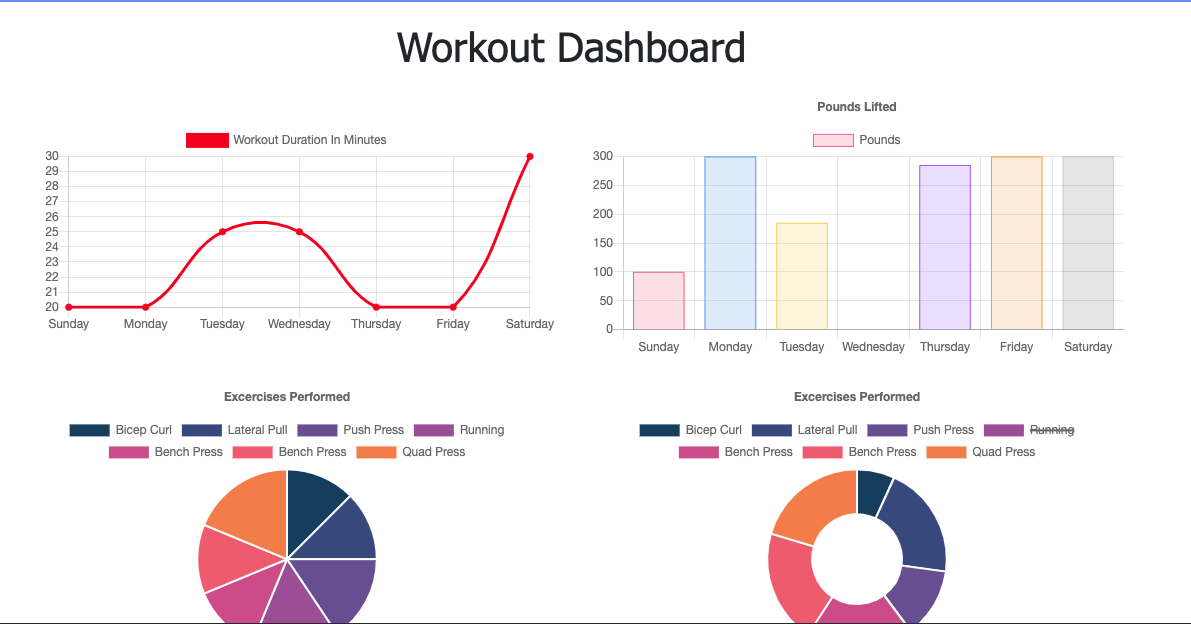 Workout Dashboard
Workout Duration In Minutes
30
29
28
27
26
25
24
23
22
21
20
Sunday Monday Tuesday Wednesday Thursday Friday Saturday
Pounds Lifted
Pounds
300
250
200
150
100
50
0
Sunday Monday Tuesday Wednesday Thursday Friday Saturday
Excercises Performed
Bicep Curl Lateral Pull Push Press Running
Bench Press Bench Press Quad Press
Excercises Performed
Bicep Curl Lateral Pull Push Press Running
Bench Press Bench Press Quad Press